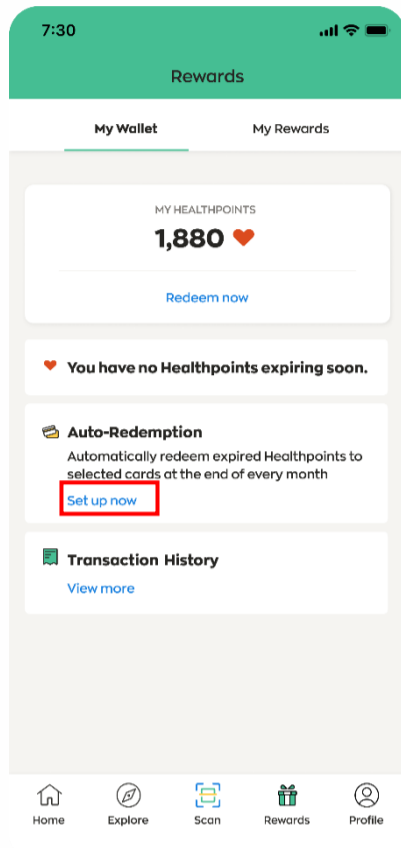 7:30
Rewards
My Wallet
My Rewards
MY HEALTHPOINTS
1,880
Redeem now
You have no Healthpoints expiring soon.
Auto-Redemption
Automatically redeem expired Healthpoints to
selected cards at the end of every month
Set up now
Transaction History
View more
Home
Explore
Scan
Rewards
Profile